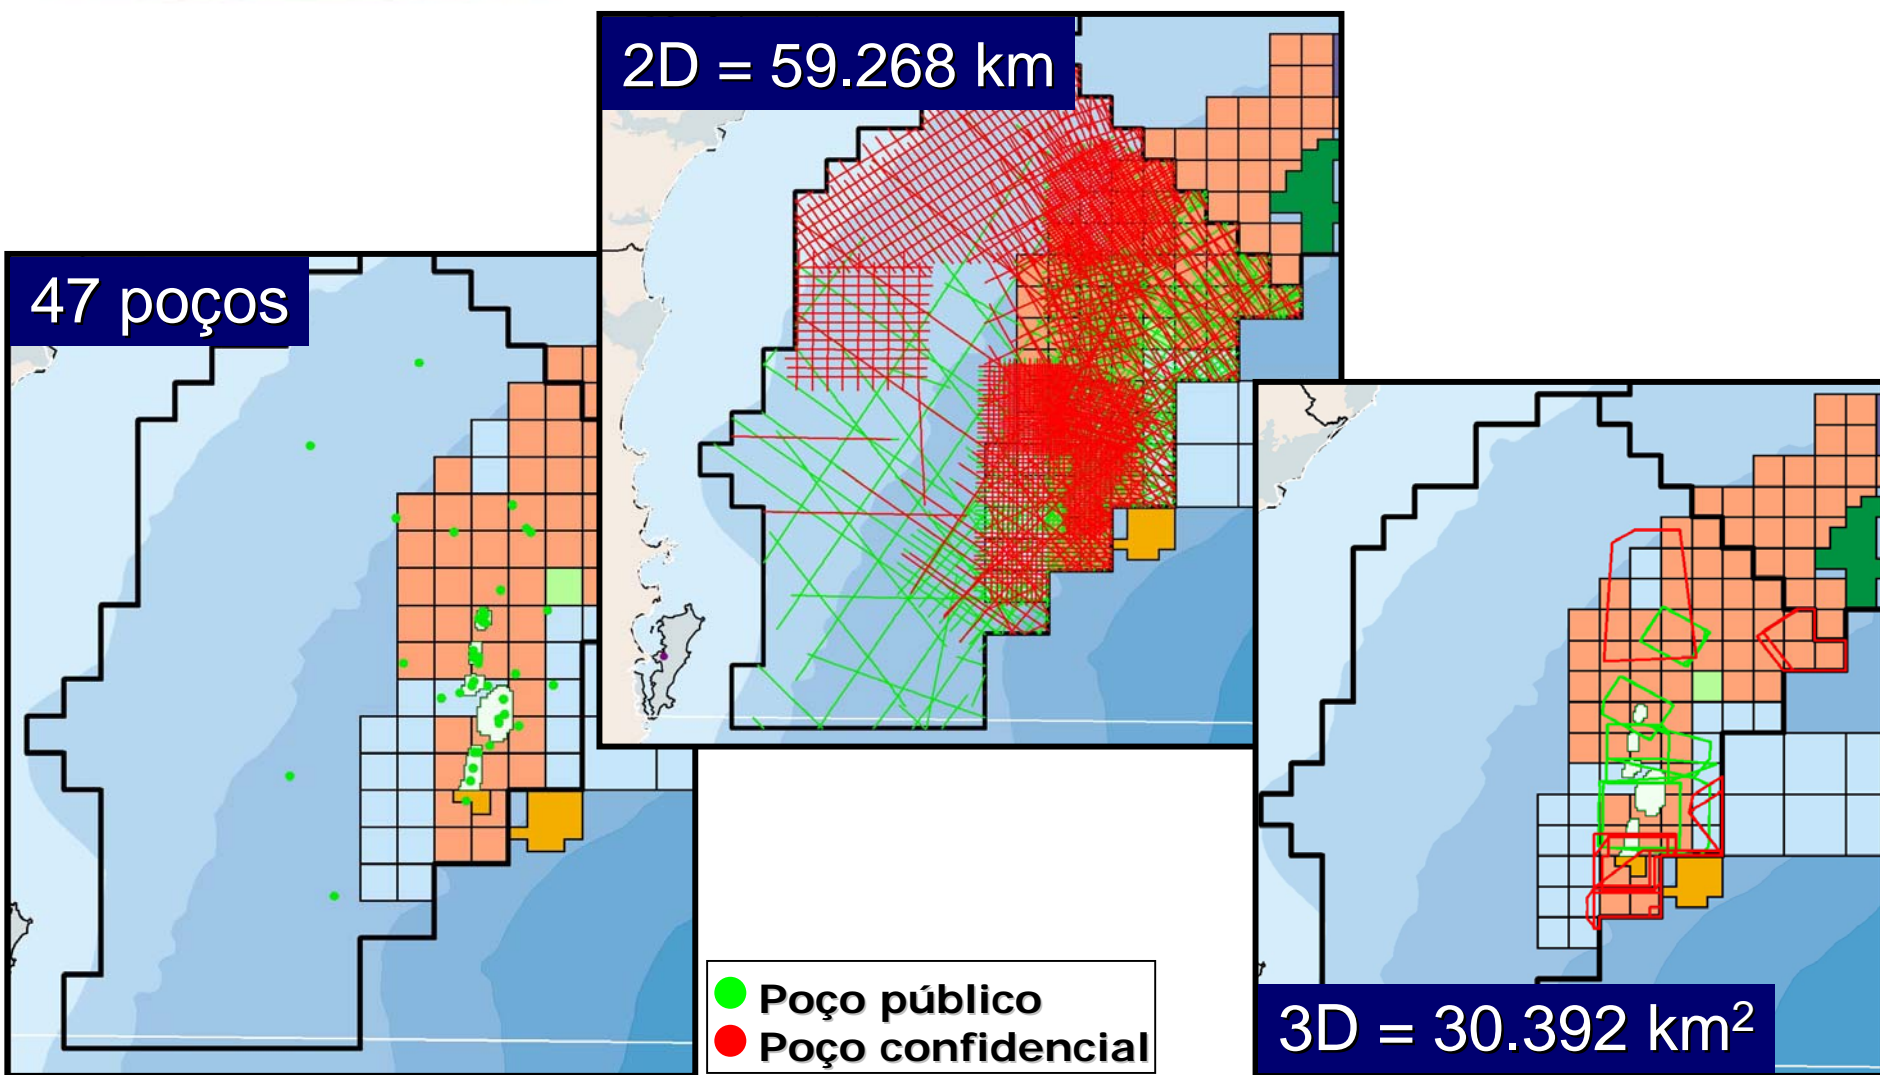 2D = 59.268 km
47 poços
Poço público
Poço confidencial
3D = 30.392 km²